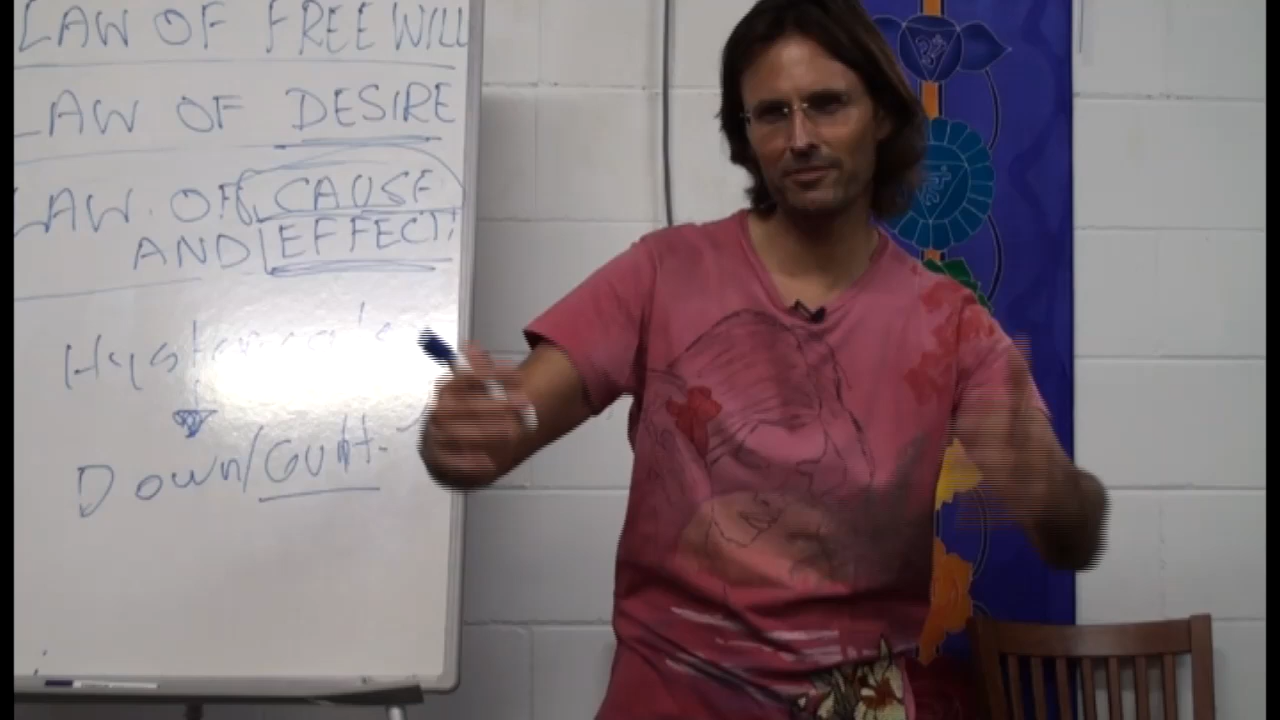 LAW OF FREE WILL
LAW OF DESIRE
LAW OF CAUSE
AND EFFECT
Down/Guilt